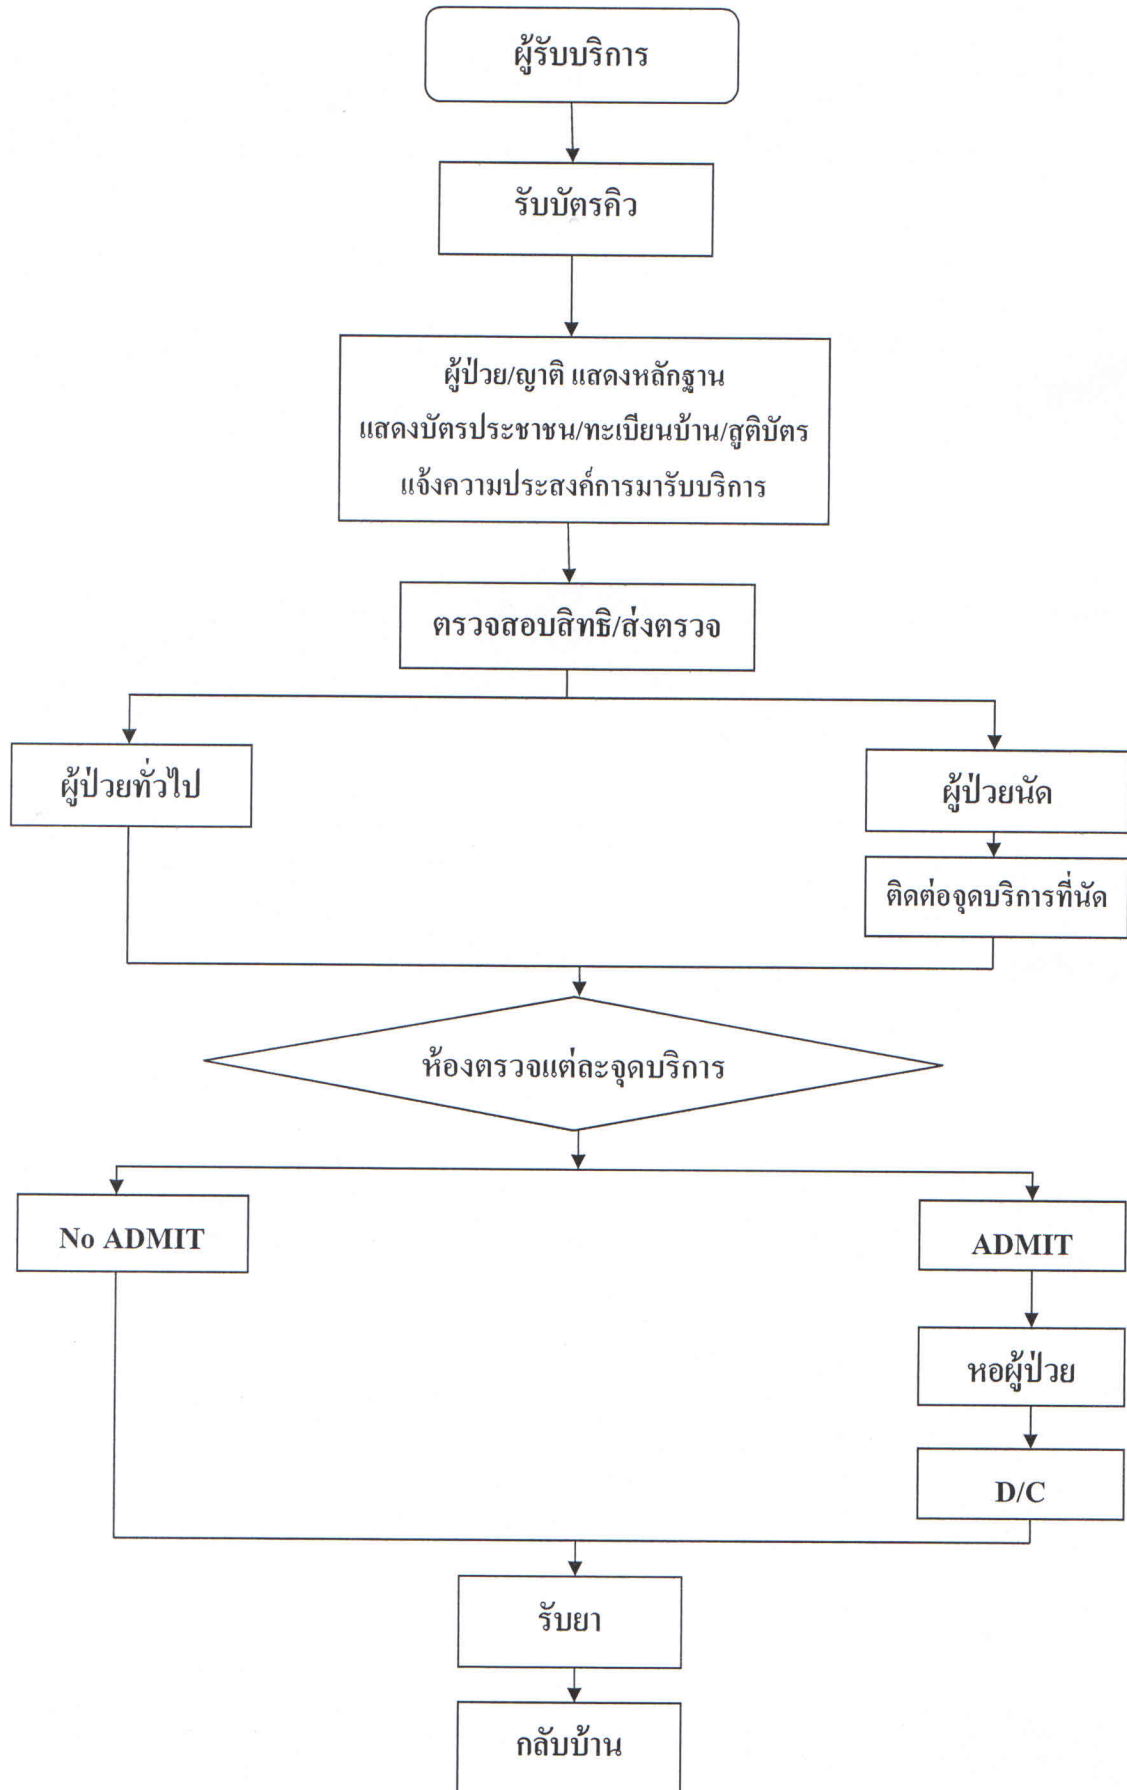 ผู้รับบริการ
รับบัตรคิว
ผู้ป่วย/ญาติ แสดงหลักฐาน
แสดงบัตรประชาชน/ทะเบียนบ้าน/สูติบัตร
แจ้งความประสงค์การมารับบริการ
ตรวจสอบสิทธิ/ส่งตรวจ
ผู้ป่วยทั่วไป
ผู้ป่วยนัด
ติดต่อจุดบริการที่นัด
ห้องตรวจแต่ละจุดบริการ
No ADMIT
ADMIT
หอผู้ป่วย
D/C
รับยา
กลับบ้าน